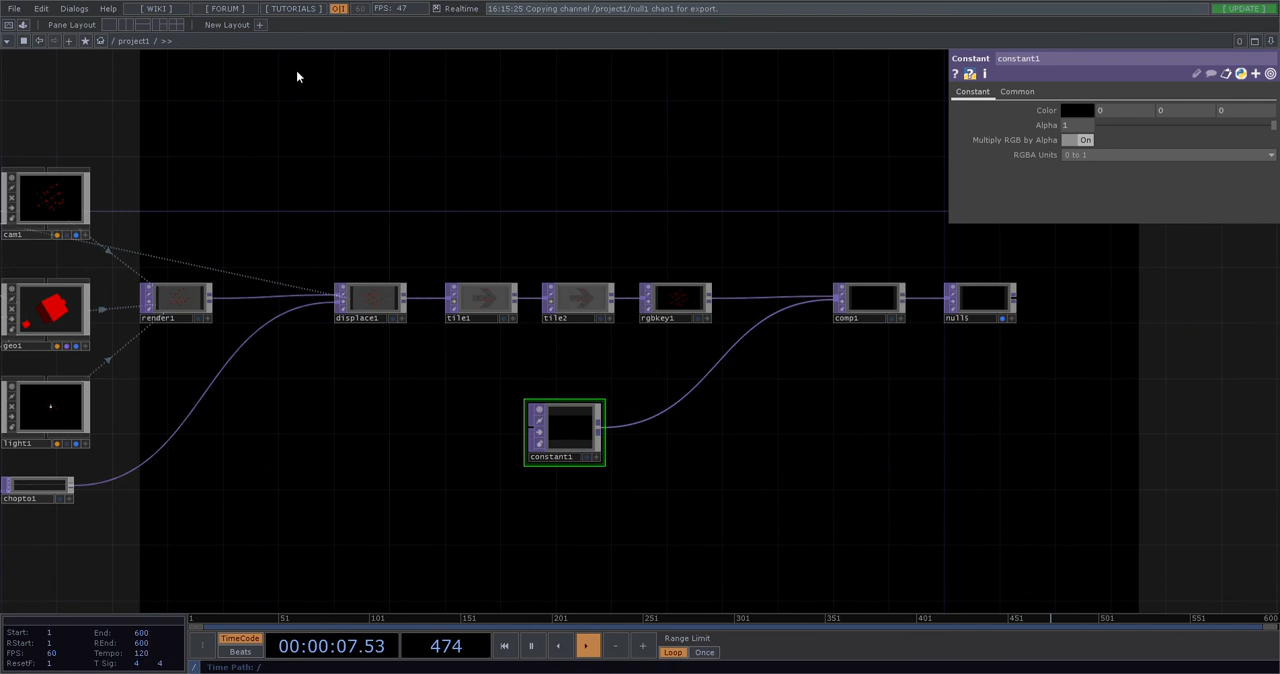 File Edit Dialogs Help [ WIKI ] [ FORUM ] [ TUTORIALS ] O|I 60 FPS: 47 Realtime 16:15:25 Copying channel /project1/null1 chan1 for export. [ UPDATE ]
Pane Layout New Layout +
/ project1 / >> 0
Constant constant1
? ? i
Constant Common
Color 0 0 0
Alpha 1
Multiply RGB by Alpha On
RGBA Units 0 to 1
cam1
render1 displace1 tile1 tile2 rgbkey1 comp1 null5
geo1
light1
constant1
chopto1
1 51 101 151 201 251 301 351 401 451 501 551 600
Start: 1 End: 600
RStart: 1 REnd: 600
FPS: 60 Tempo: 120
ResetF: 1 T Sig: 4 4
TimeCode
Beats
00:00:07.53 474
Range Limit
Loop Once
/ Time Path: /